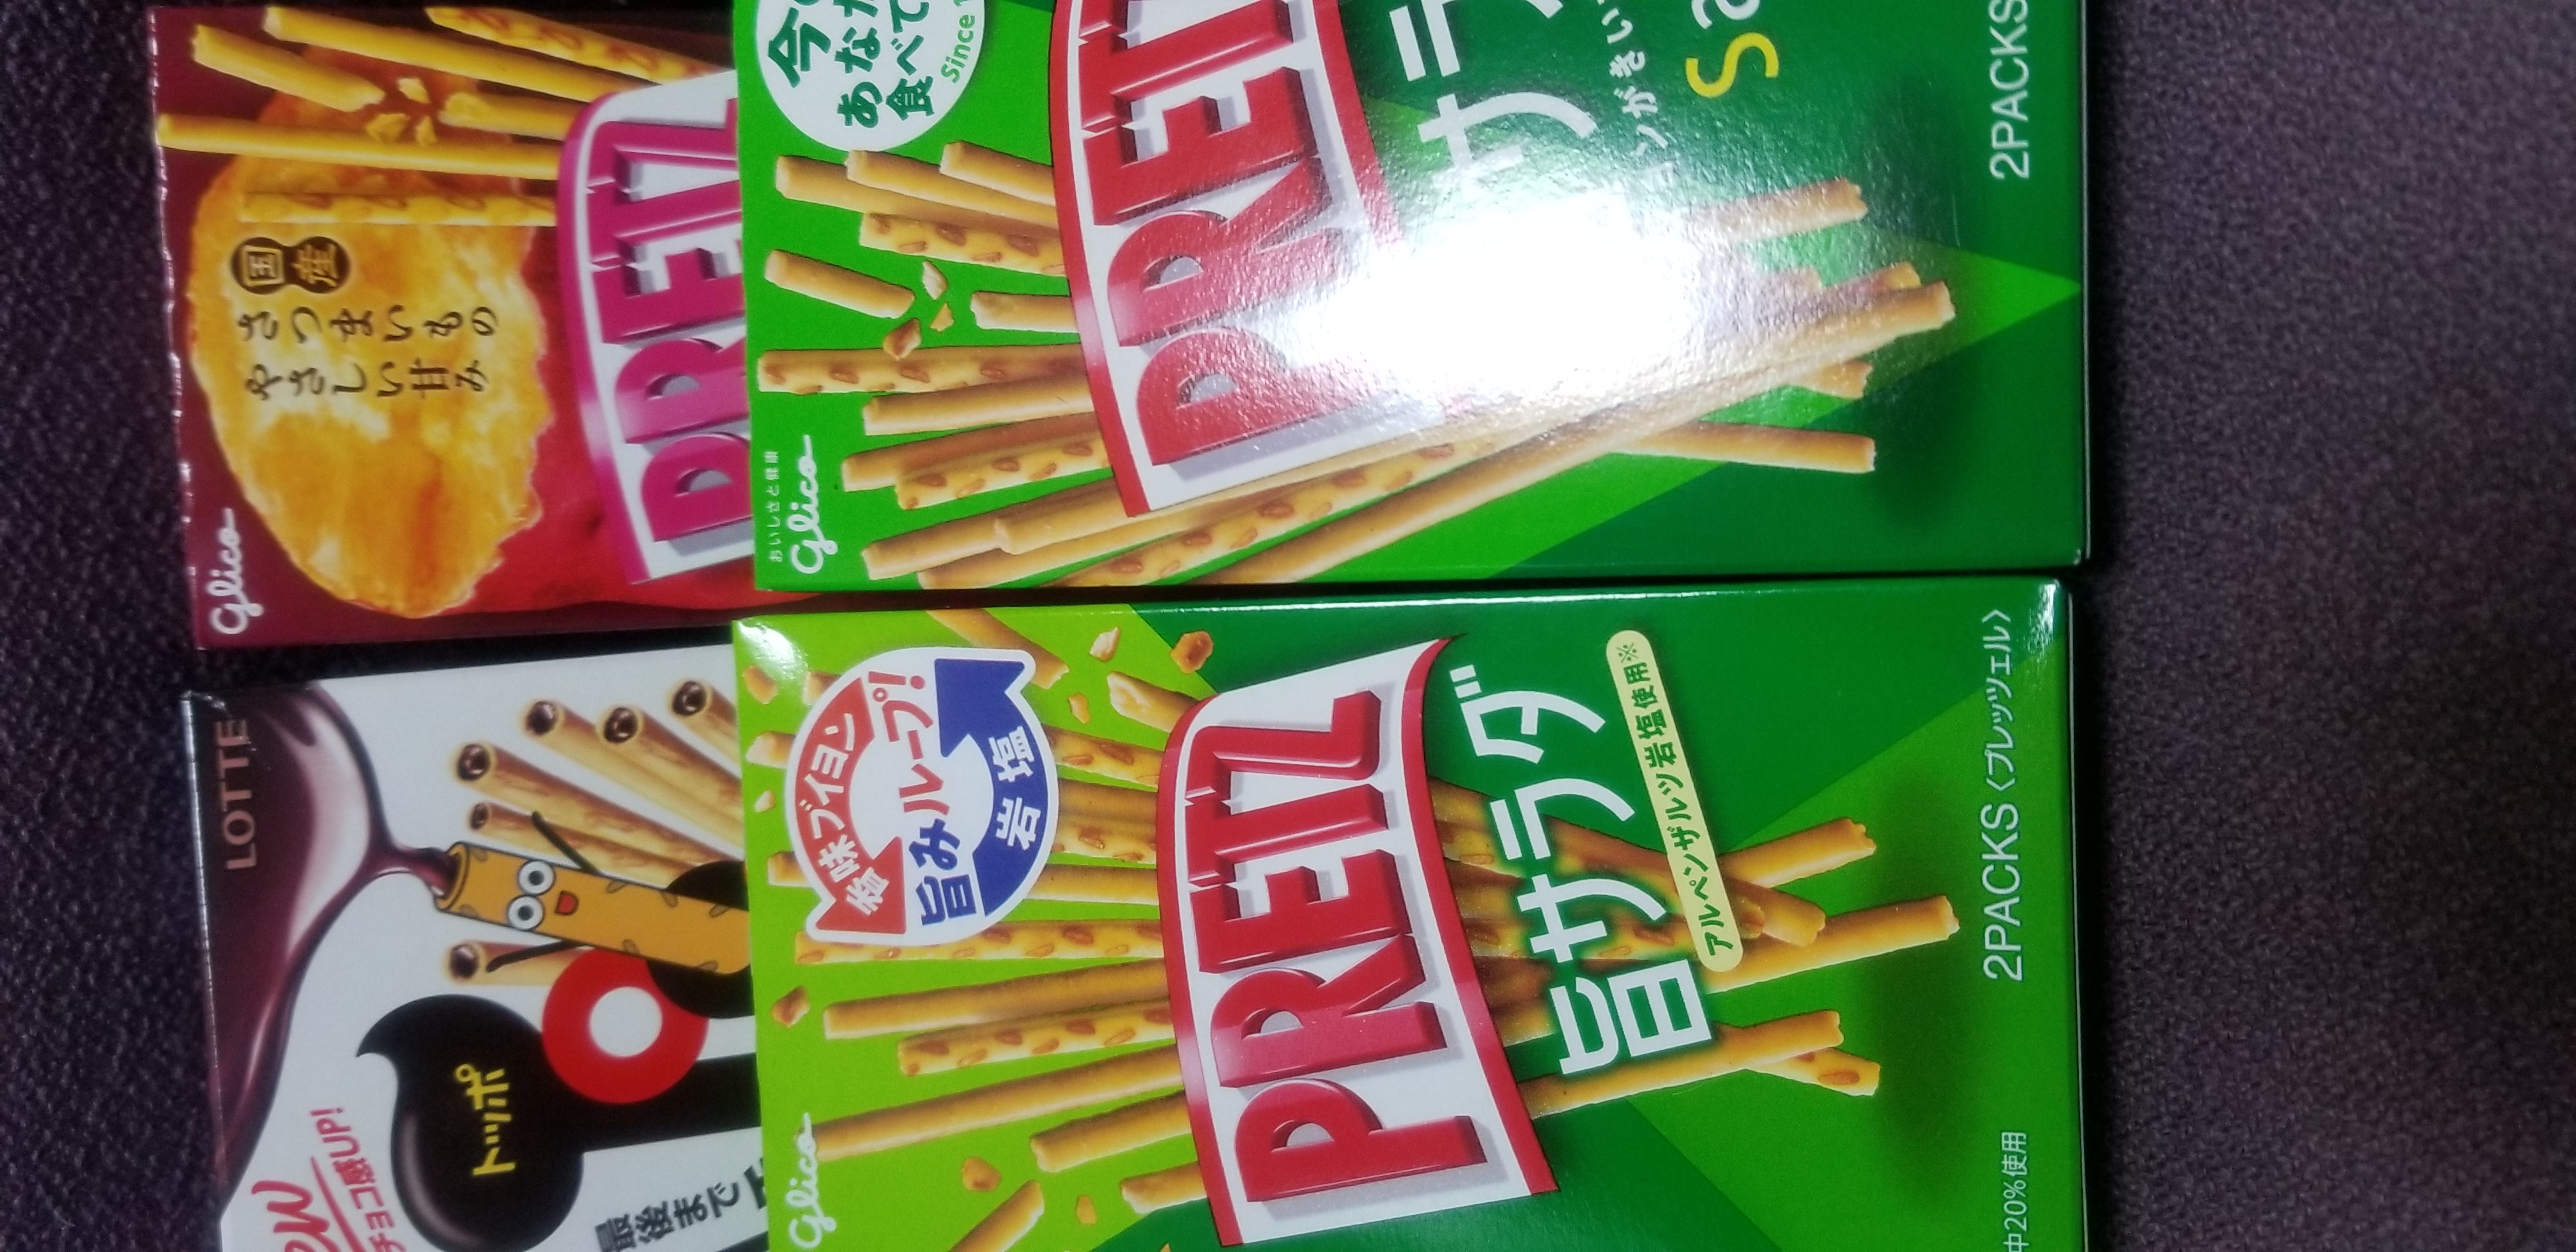 Glico
国産
さつまいもの
やさしい甘み
PRETZ
今
あなた
食べて
Since
おいしさと健康
Glico
PRETZ
サラ
ンがきい
Sa
2PACKS
LOTTE
トッポ
New
チョコ感UP!
最後まで
Glico
香味ブイヨン
旨みループ!
岩塩
PRETZ
旨サラダ
アルペンザルツ岩塩使用※
2PACKS〈プレッツェル〉
中20%使用